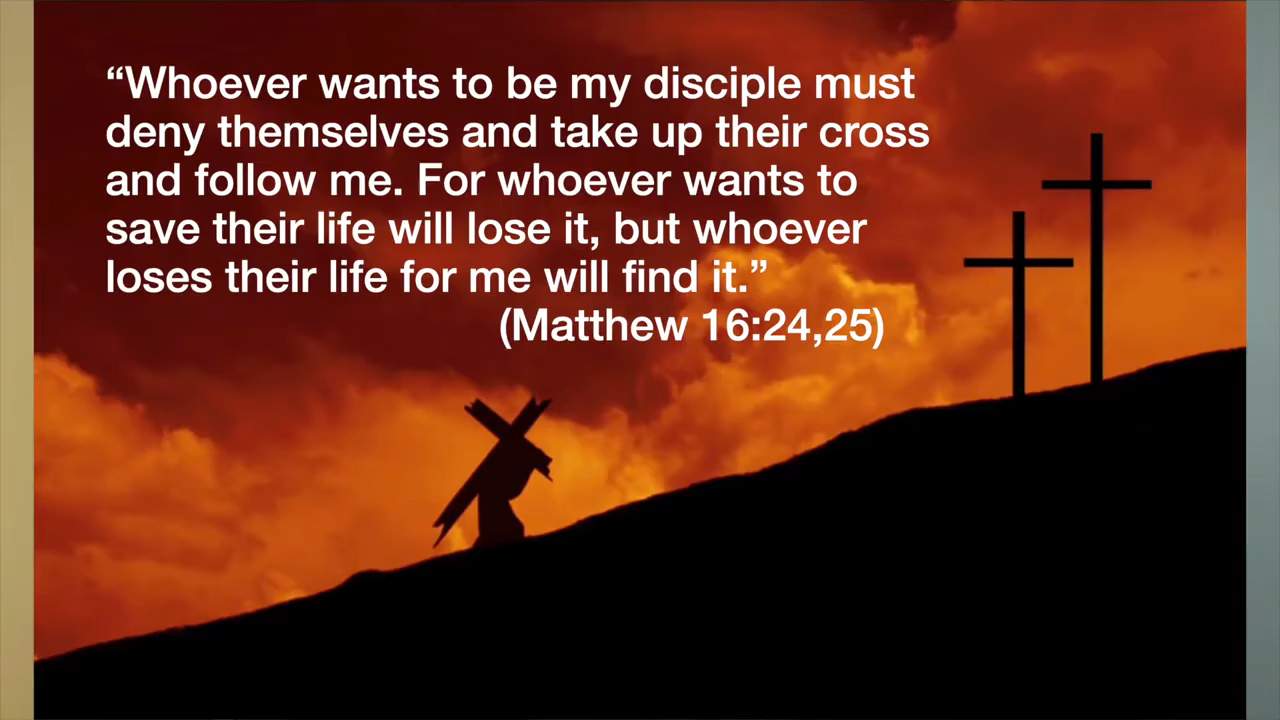 “Whoever wants to be my disciple must
deny themselves and take up their cross
and follow me. For whoever wants to
save their life will lose it, but whoever
loses their life for me will find it.”
(Matthew 16:24,25)